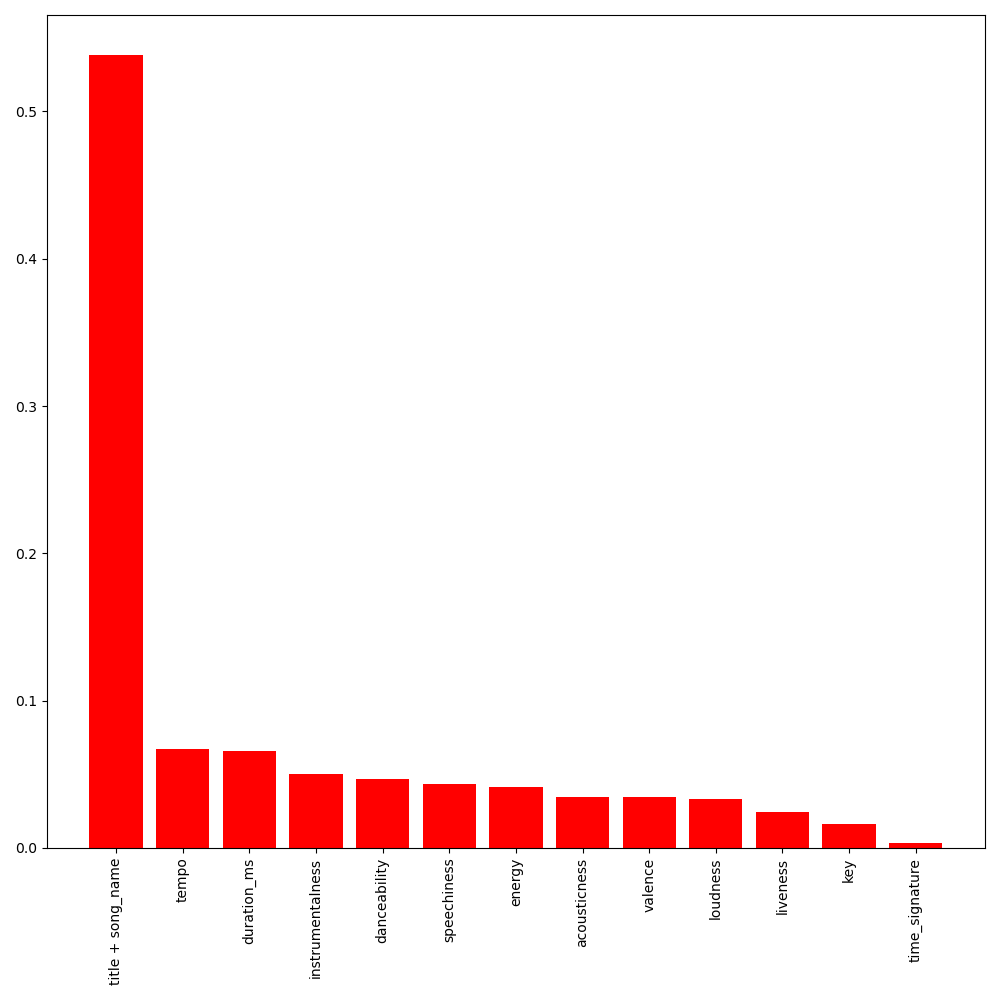 0.5
0.4
0.3
0.2
0.1
0.0
title + song_name
tempo
duration_ms
instrumentalness
danceability
speechiness
energy
acousticness
valence
loudness
liveness
key
time_signature